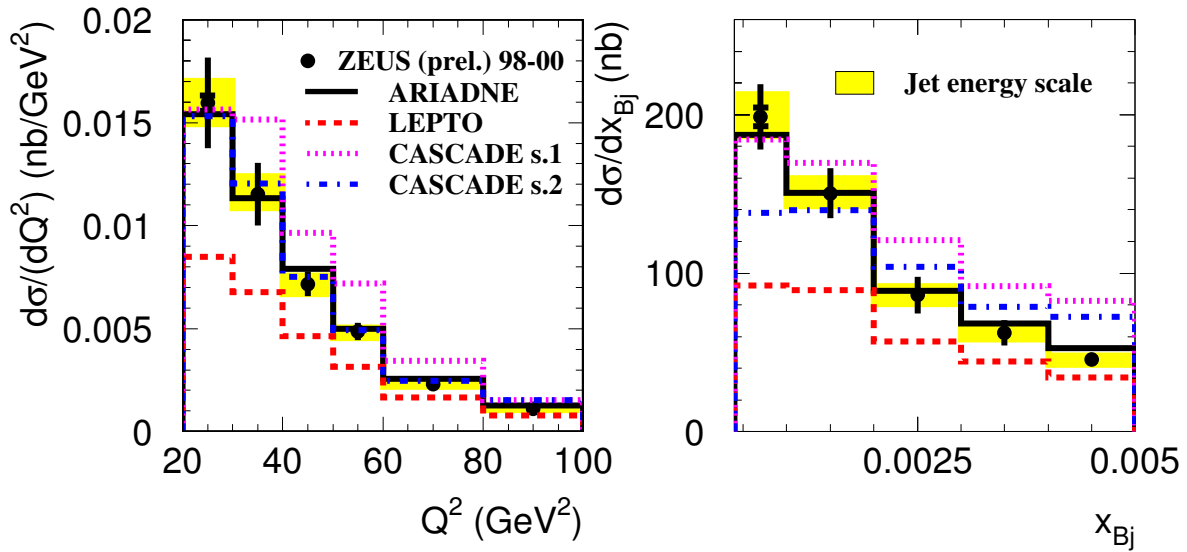 dσ/(dQ²) (nb/GeV²)
0.02
0.015
0.01
0.005
0
20 40 60 80 100
Q² (GeV²)
ZEUS (prel.) 98-00
ARIADNE
LEPTO
CASCADE s.1
CASCADE s.2
dσ/dx_Bj (nb)
200
100
0
0.0025 0.005
x_Bj
Jet energy scale